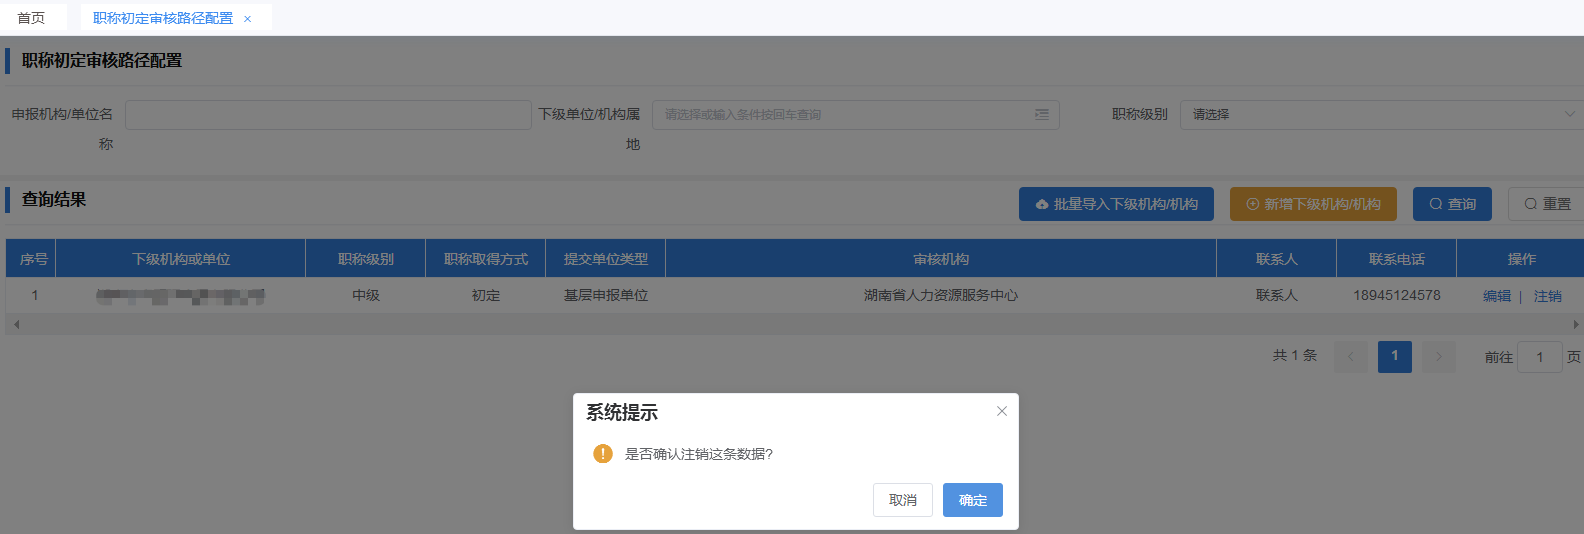 首页
职称初定审核路径配置 ×
职称初定审核路径配置
申报机构/单位名称
下级单位/机构属地
请选择或输入条件按回车查询
职称级别
请选择
查询结果
批量导入下级机构/机构
新增下级机构/机构
查询
重置
序号 下级机构或单位 职称级别 职称取得方式 提交单位类型 审核机构 联系人 联系电话 操作
1 中级 初定 基层申报单位 湖南省人力资源服务中心 联系人 18945124578 编辑 | 注销
共 1 条 1 前往 1 页
系统提示
是否确认注销这条数据?
取消 确定